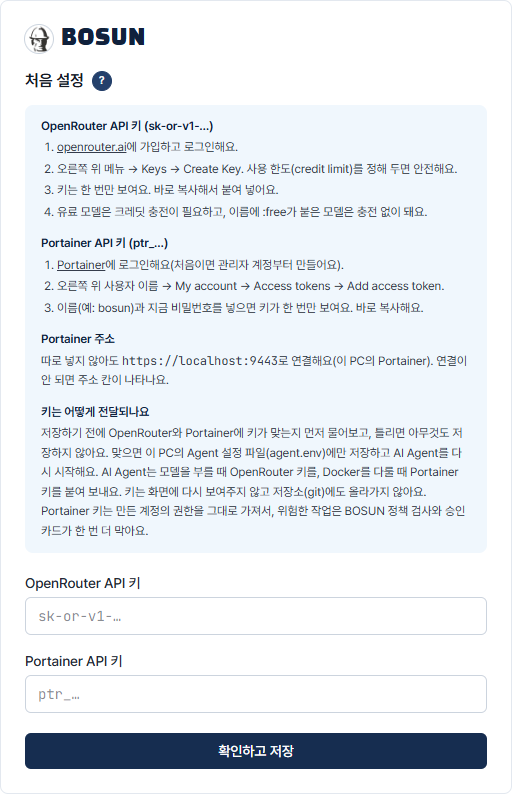 BOSUN
처음 설정 ?
OpenRouter API 키 (sk-or-v1-...)
1. openrouter.ai에 가입하고 로그인해요.
2. 오른쪽 위 메뉴 → Keys → Create Key. 사용 한도(credit limit)를 정해 두면 안전해요.
3. 키는 한 번만 보여요. 바로 복사해서 붙여 넣어요.
4. 유료 모델은 크레딧 충전이 필요하고, 이름에 :free가 붙은 모델은 충전 없이 돼요.
Portainer API 키 (ptr_...)
1. Portainer에 로그인해요(처음이면 관리자 계정부터 만들어요).
2. 오른쪽 위 사용자 이름 → My account → Access tokens → Add access token.
3. 이름(예: bosun)과 지금 비밀번호를 넣으면 키가 한 번만 보여요. 바로 복사해요.
Portainer 주소
따로 넣지 않아도 https://localhost:9443로 연결해요(이 PC의 Portainer). 연결이
안 되면 주소 칸이 나타나요.
키는 어떻게 전달되나요
저장하기 전에 OpenRouter와 Portainer에 키가 맞는지 먼저 물어보고, 틀리면 아무것도 저
장하지 않아요. 맞으면 이 PC의 Agent 설정 파일(agent.env)에만 저장하고 AI Agent를 다
시 시작해요. AI Agent는 모델을 부를 때 OpenRouter 키를, Docker를 다룰 때 Portainer
키를 붙여 보내요. 키는 화면에 다시 보여주지 않고 저장소(git)에도 올라가지 않아요.
Portainer 키는 만든 계정의 권한을 그대로 가져서, 위험한 작업은 BOSUN 정책 검사와 승인
카드가 한 번 더 막아요.
OpenRouter API 키
sk-or-v1-…
Portainer API 키
ptr_…
확인하고 저장